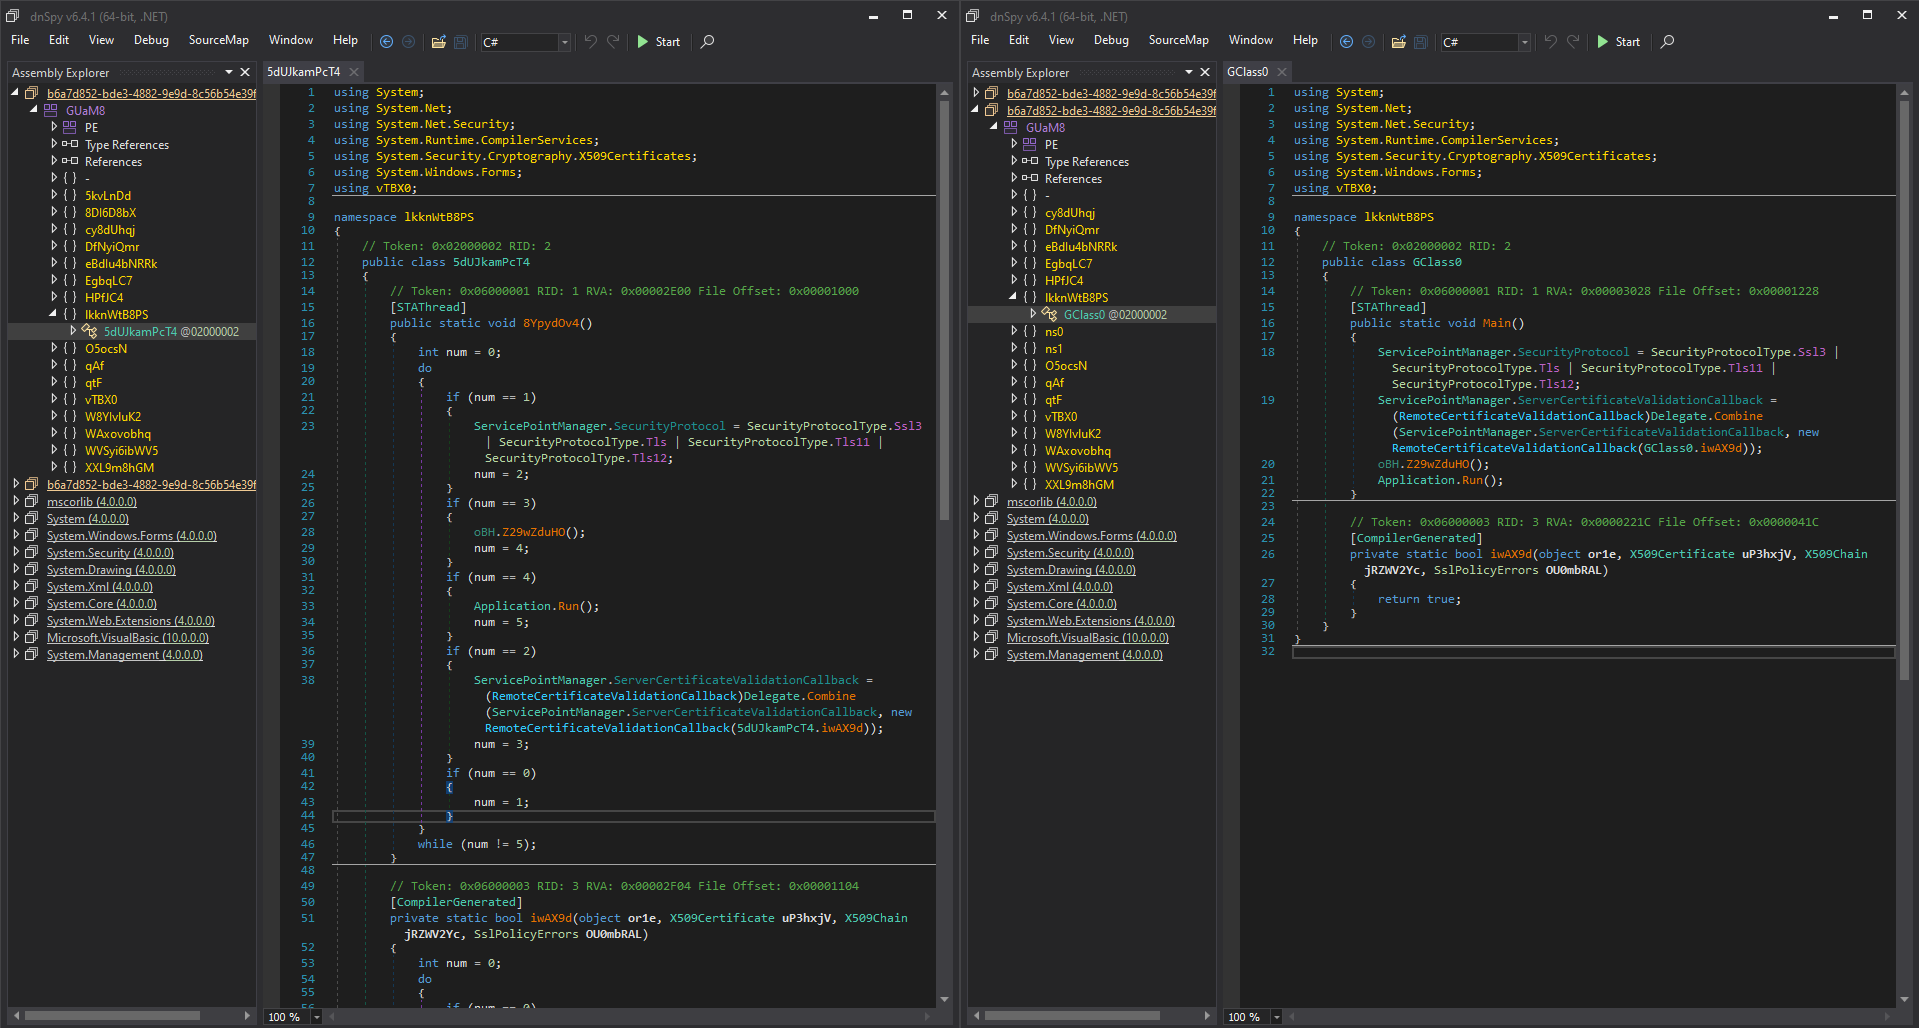 dnSpy v6.4.1 (64-bit, .NET)
File Edit View Debug SourceMap Window Help C# Start
Assembly Explorer
b6a7d852-bde3-4882-9e9d-8c56b54e39f
GUaM8
PE
Type References
References
{ } -
{ } 5kvLnDd
{ } 8DI6D8bX
{ } cy8dUhqj
{ } DfNyiQmr
{ } eBdlu4bNRRk
{ } EgbqLC7
{ } HPfJC4
{ } lkknWtB8PS
5dUJkamPcT4 @02000002
{ } O5ocsN
{ } qAf
{ } qtF
{ } vTBX0
{ } W8YlvluK2
{ } WAxovobhq
{ } WVSyi6ibWV5
{ } XXL9m8hGM
b6a7d852-bde3-4882-9e9d-8c56b54e39f
mscorlib (4.0.0.0)
System (4.0.0.0)
System.Windows.Forms (4.0.0.0)
System.Security (4.0.0.0)
System.Drawing (4.0.0.0)
System.Xml (4.0.0.0)
System.Core (4.0.0.0)
System.Web.Extensions (4.0.0.0)
Microsoft.VisualBasic (10.0.0.0)
System.Management (4.0.0.0)
5dUJkamPcT4
1 using System;
2 using System.Net;
3 using System.Net.Security;
4 using System.Runtime.CompilerServices;
5 using System.Security.Cryptography.X509Certificates;
6 using System.Windows.Forms;
7 using vTBX0;
8
9 namespace lkknWtB8PS
10 {
11 // Token: 0x02000002 RID: 2
12 public class 5dUJkamPcT4
13 {
14 // Token: 0x06000001 RID: 1 RVA: 0x00002E00 File Offset: 0x00001000
15 [STAThread]
16 public static void 8YpydOv4()
17 {
18 int num = 0;
19 do
20 {
21 if (num == 1)
22 {
23 ServicePointManager.SecurityProtocol = SecurityProtocolType.Ssl3
| SecurityProtocolType.Tls | SecurityProtocolType.Tls11 |
SecurityProtocolType.Tls12;
24 num = 2;
25 }
26 if (num == 3)
27 {
28 oBH.Z29wZduHO();
29 num = 4;
30 }
31 if (num == 4)
32 {
33 Application.Run();
34 num = 5;
35 }
36 if (num == 2)
37 {
38 ServicePointManager.ServerCertificateValidationCallback =
(RemoteCertificateValidationCallback)Delegate.Combine
(ServicePointManager.ServerCertificateValidationCallback, new
RemoteCertificateValidationCallback(5dUJkamPcT4.iwAX9d));
39 num = 3;
40 }
41 if (num == 0)
42 {
43 num = 1;
44 }
45 }
46 while (num != 5);
47 }
48
49 // Token: 0x06000003 RID: 3 RVA: 0x00002F04 File Offset: 0x00001104
50 [CompilerGenerated]
51 private static bool iwAX9d(object or1e, X509Certificate uP3hxjV, X509Chain
jRZWV2Yc, SslPolicyErrors OU0mbRAL)
52 {
53 int num = 0;
54 do
55 {
56 if (num == 0)
100 %
dnSpy v6.4.1 (64-bit, .NET)
File Edit View Debug SourceMap Window Help C# Start
Assembly Explorer
b6a7d852-bde3-4882-9e9d-8c56b54e39f
b6a7d852-bde3-4882-9e9d-8c56b54e39f
GUaM8
PE
Type References
References
{ } -
{ } cy8dUhqj
{ } DfNyiQmr
{ } eBdlu4bNRRk
{ } EgbqLC7
{ } HPfJC4
{ } lkknWtB8PS
GClass0 @02000002
{ } ns0
{ } ns1
{ } O5ocsN
{ } qAf
{ } qtF
{ } vTBX0
{ } W8YlvluK2
{ } WAxovobhq
{ } WVSyi6ibWV5
{ } XXL9m8hGM
mscorlib (4.0.0.0)
System (4.0.0.0)
System.Windows.Forms (4.0.0.0)
System.Security (4.0.0.0)
System.Drawing (4.0.0.0)
System.Xml (4.0.0.0)
System.Core (4.0.0.0)
System.Web.Extensions (4.0.0.0)
Microsoft.VisualBasic (10.0.0.0)
System.Management (4.0.0.0)
GClass0
1 using System;
2 using System.Net;
3 using System.Net.Security;
4 using System.Runtime.CompilerServices;
5 using System.Security.Cryptography.X509Certificates;
6 using System.Windows.Forms;
7 using vTBX0;
8
9 namespace lkknWtB8PS
10 {
11 // Token: 0x02000002 RID: 2
12 public class GClass0
13 {
14 // Token: 0x06000001 RID: 1 RVA: 0x00003028 File Offset: 0x00001228
15 [STAThread]
16 public static void Main()
17 {
18 ServicePointManager.SecurityProtocol = SecurityProtocolType.Ssl3 |
SecurityProtocolType.Tls | SecurityProtocolType.Tls11 |
SecurityProtocolType.Tls12;
19 ServicePointManager.ServerCertificateValidationCallback =
(RemoteCertificateValidationCallback)Delegate.Combine
(ServicePointManager.ServerCertificateValidationCallback, new
RemoteCertificateValidationCallback(GClass0.iwAX9d));
20 oBH.Z29wZduHO();
21 Application.Run();
22 }
23
24 // Token: 0x06000003 RID: 3 RVA: 0x0000221C File Offset: 0x0000041C
25 [CompilerGenerated]
26 private static bool iwAX9d(object or1e, X509Certificate uP3hxjV, X509Chain
jRZWV2Yc, SslPolicyErrors OU0mbRAL)
27 {
28 return true;
29 }
30 }
31 }
32
100 %